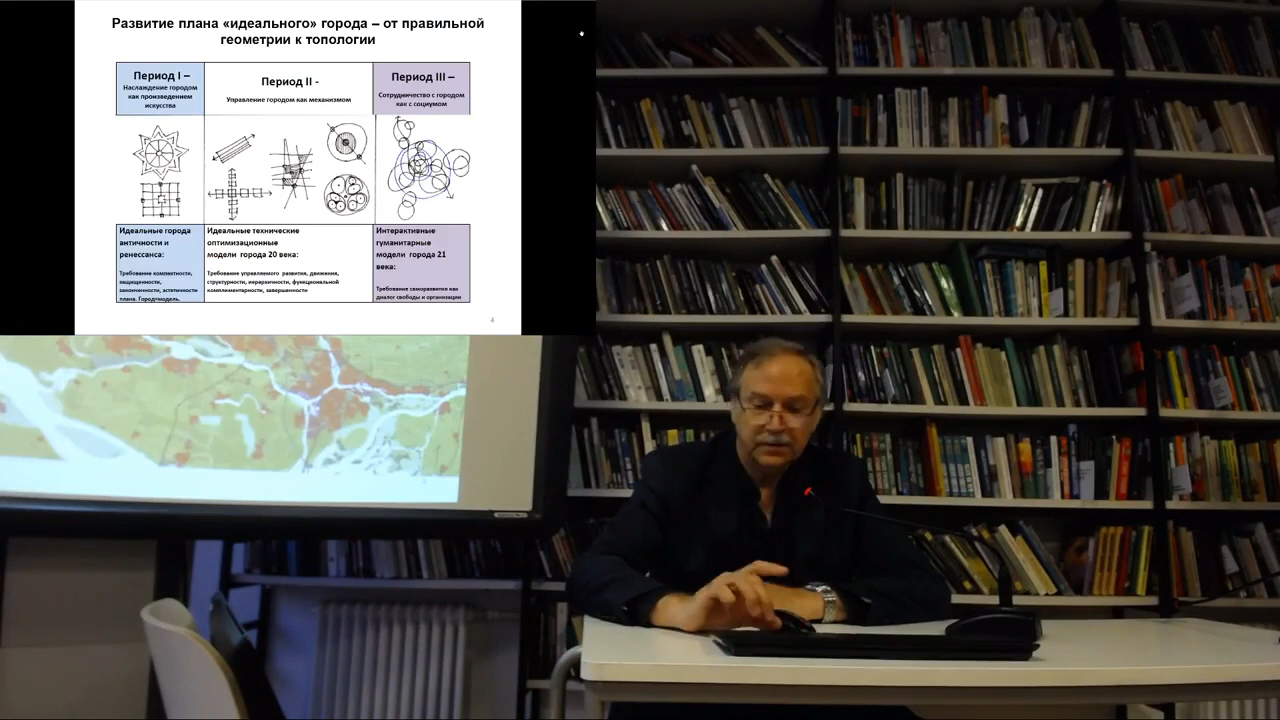 Развитие плана «идеального» города – от правильной
геометрии к топологии
Период I –
Наслаждение городом
как произведением
искусства
Период II -
Управление городом как механизмом
Период III –
Сотрудничество с городом
как с социумом
Идеальные города
античности и
ренессанса:
Требование компактности,
защищенности,
законченности, эстетичности
плана. Город=модель.
Идеальные технические
оптимизационные
модели города 20 века:
Требование управляемого развития, движения,
структурности, иерархичности, функциональной
комплиментарности, завершенности
Интерактивные
гуманитарные
модели города 21
века:
Требование саморазвития как
диалог свободы и организации
4